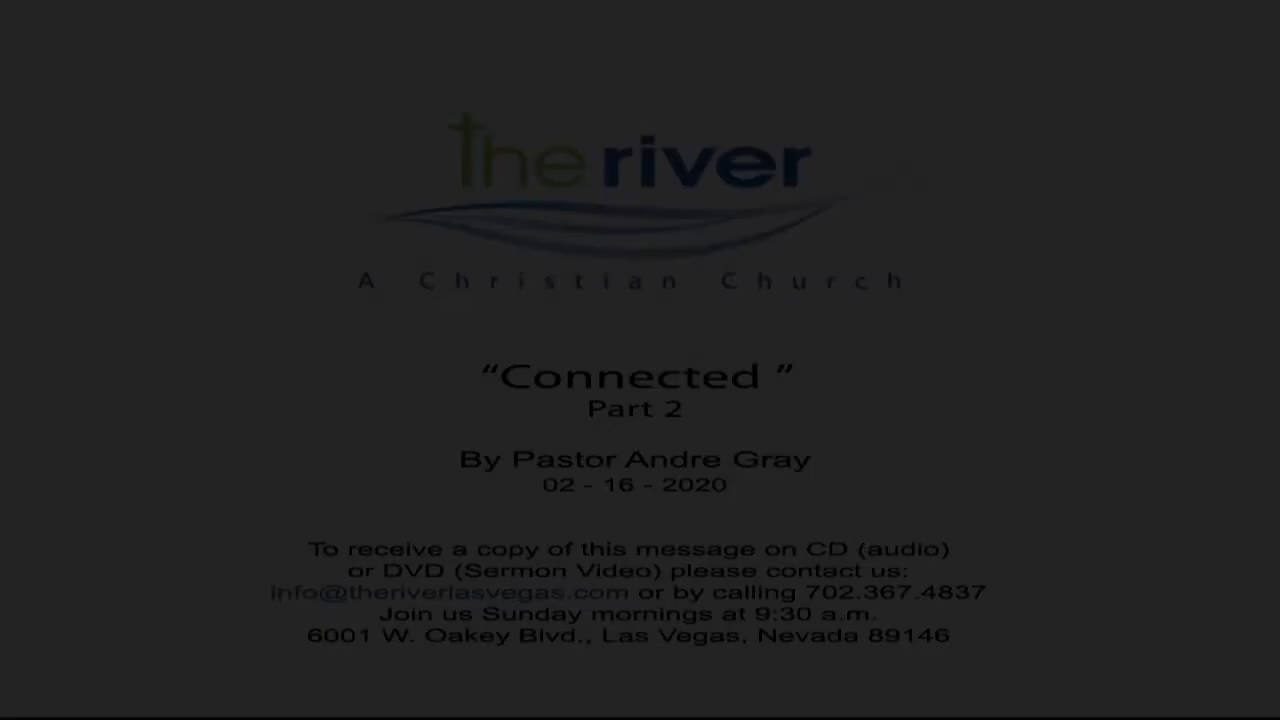 the river
A Christian Church
“Connected ”
Part 2
By Pastor Andre Gray
02 - 16 - 2020
To receive a copy of this message on CD (audio)
or DVD (Sermon Video) please contact us:
info@theriverlasvegas.com or by calling 702.367.4837
Join us Sunday mornings at 9:30 a.m.
6001 W. Oakey Blvd., Las Vegas, Nevada 89146